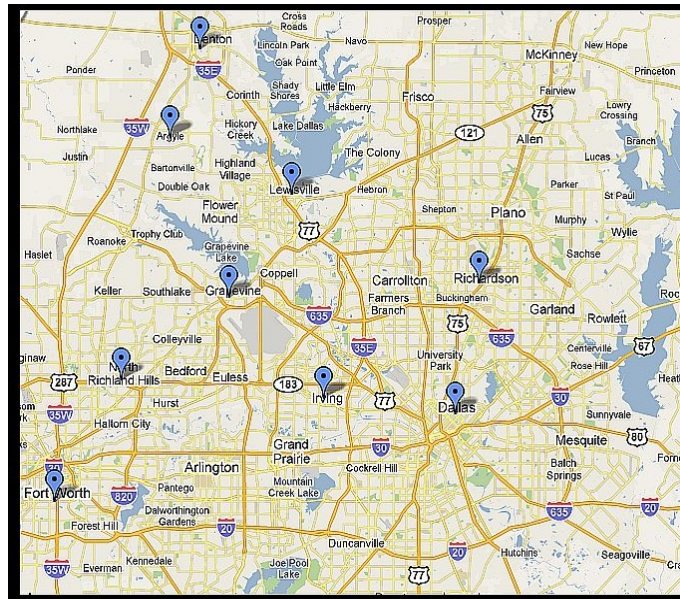 Cross Roads
Prosper
Denton
Navo
Lincoln Park
New Hope
McKinney
Oak Point
Ponder
35E
Princeton
Shady Shores
Little Elm
Fairview
Corinth
Frisco
Hackberry
75
Lowry Crossing
35W
Northlake
Argyle
Hickory Creek
Lake Dallas
121
Allen
Branch
Justin
The Colony
Lucas
Bartonville
Highland Village
Double Oak
Lewisville
Hebron
Parker
St Paul
Flower Mound
Shepton
Plano
Murphy
77
Wylie
Trophy Club
Roanoke
Haslet
Grapevine Lake
Sachse
Coppell
Carrollton
Richardson
Keller
Southlake
Grapevine
Farmers Branch
Buckingham
Garland
635
Rowlett
75
635
Colleyville
35E
67
Centerville
University Park
Rose Hill
North Richland Hills
Bedford
Euless
287
183
Irving
77
Dallas
30
Hurst
35W
Haltom City
Sunnyvale
Grand Prairie
30
Mesquite
80
Cockrell Hill
Arlington
Balch Springs
30
Fort Worth
820
Pantego
Mountain Creek Lake
Dalworthington Gardens
20
635
20
Forest Hill
Duncanville
20
Hutchins
Seagoville
Kennedale
35W
Everman
Joe Pool Lake
77